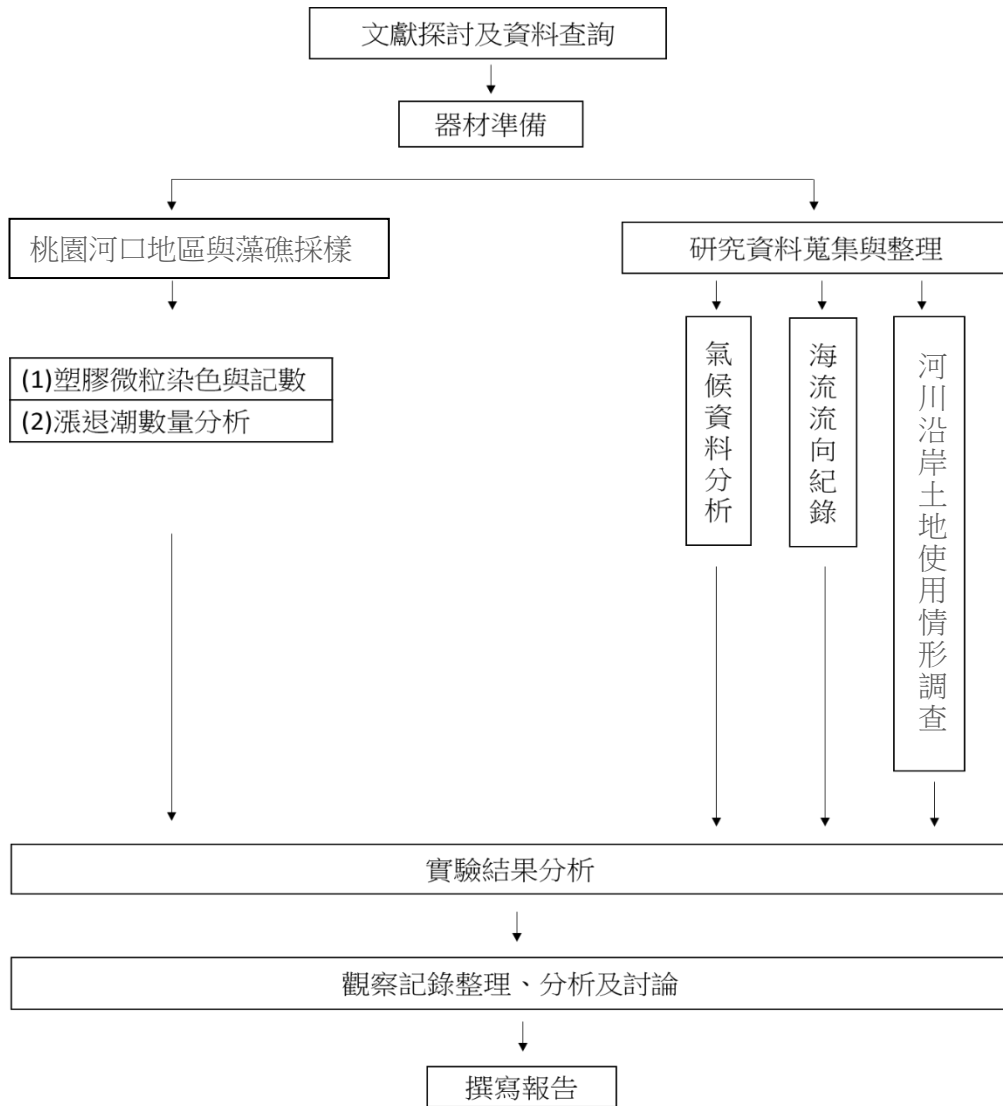 文獻探討及資料查詢
器材準備
桃園河口地區與藻礁採樣
研究資料蒐集與整理
(1)塑膠微粒染色與記數
(2)漲退潮數量分析
氣候資料分析
海流流向紀錄
河川沿岸土地使用情形調查
實驗結果分析
觀察記錄整理、分析及討論
撰寫報告